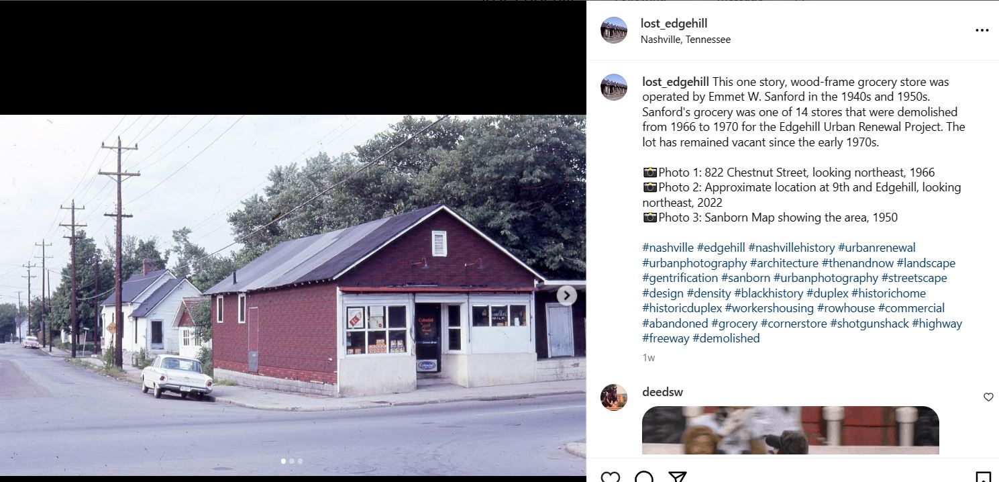 lost_edgehill
Nashville, Tennessee
lost_edgehill This one story, wood-frame grocery store was
operated by Emmet W. Sanford in the 1940s and 1950s.
Sanford's grocery was one of 14 stores that were demolished
from 1966 to 1970 for the Edgehill Urban Renewal Project. The
lot has remained vacant since the early 1970s.
📷Photo 1: 822 Chestnut Street, looking northeast, 1966
📷Photo 2: Approximate location at 9th and Edgehill, looking
northeast, 2022
📷Photo 3: Sanborn Map showing the area, 1950
#nashville #edgehill #nashvillehistory #urbanrenewal
#urbanphotography #architecture #thenandnow #landscape
#gentrification #sanborn #urbanphotography #streetscape
#design #density #blackhistory #duplex #historichome
#historicduplex #workershousing #rowhouse #commercial
#abandoned #grocery #cornerstore #shotgunshack #highway
#freeway #demolished
1w
deedsw
Colonial
MILK